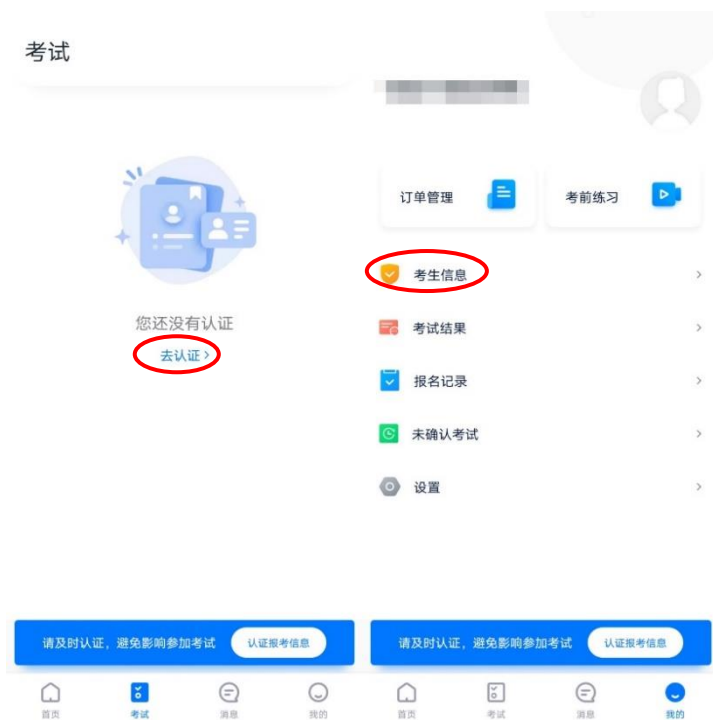 考试
您还没有认证
去认证>
请及时认证，避免影响参加考试
认证报考信息
首页
考试
消息
我的
订单管理
考前练习
考生信息
考试结果
报名记录
未确认考试
设置
请及时认证，避免影响参加考试
认证报考信息
首页
考试
消息
我的